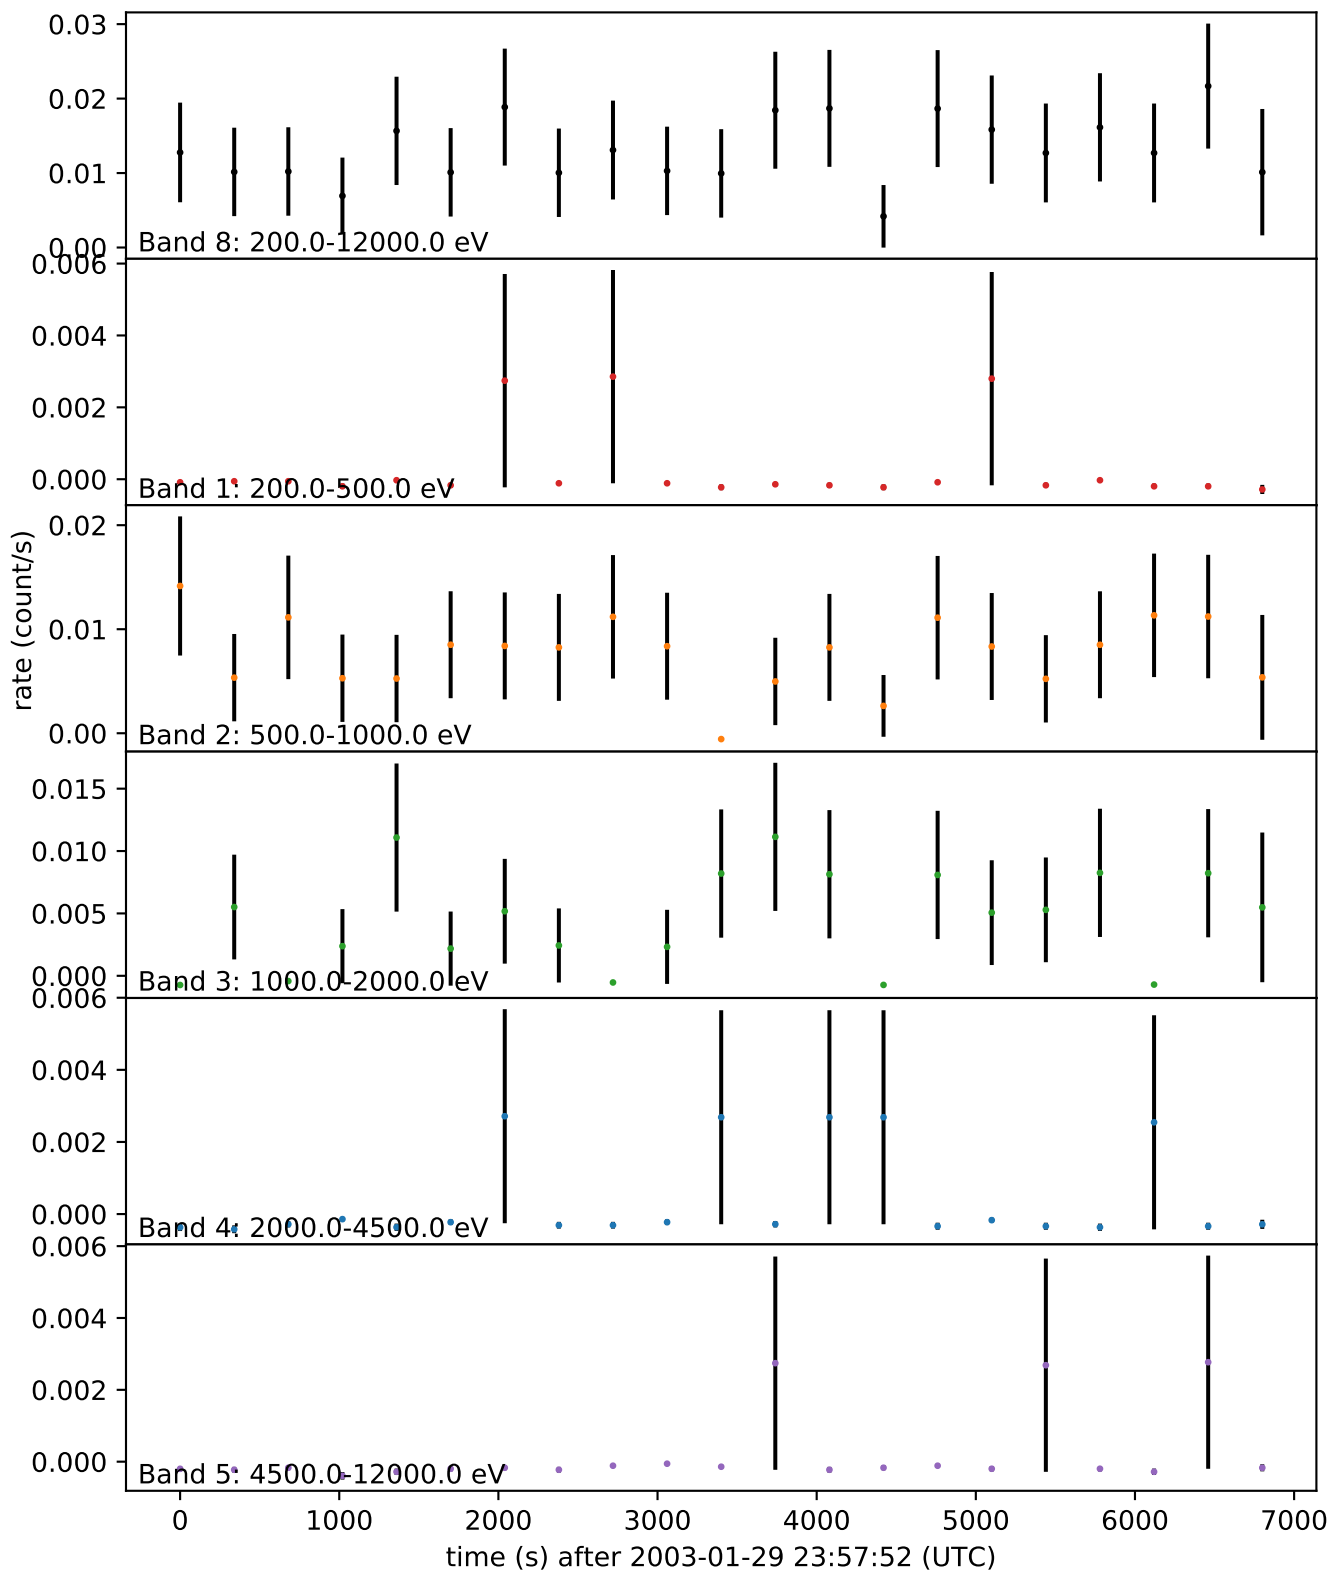 0.03
0.02
0.01
0.00
Band 8: 200.0-12000.0 eV
0.006
0.004
0.002
0.000
Band 1: 200.0-500.0 eV
0.02
rate (count/s)
0.01
0.00
Band 2: 500.0-1000.0 eV
0.015
0.010
0.005
0.000
Band 3: 1000.0-2000.0 eV
0.006
0.004
0.002
0.000
Band 4: 2000.0-4500.0 eV
0.006
0.004
0.002
0.000
Band 5: 4500.0-12000.0 eV
0 1000 2000 3000 4000 5000 6000 7000
time (s) after 2003-01-29 23:57:52 (UTC)